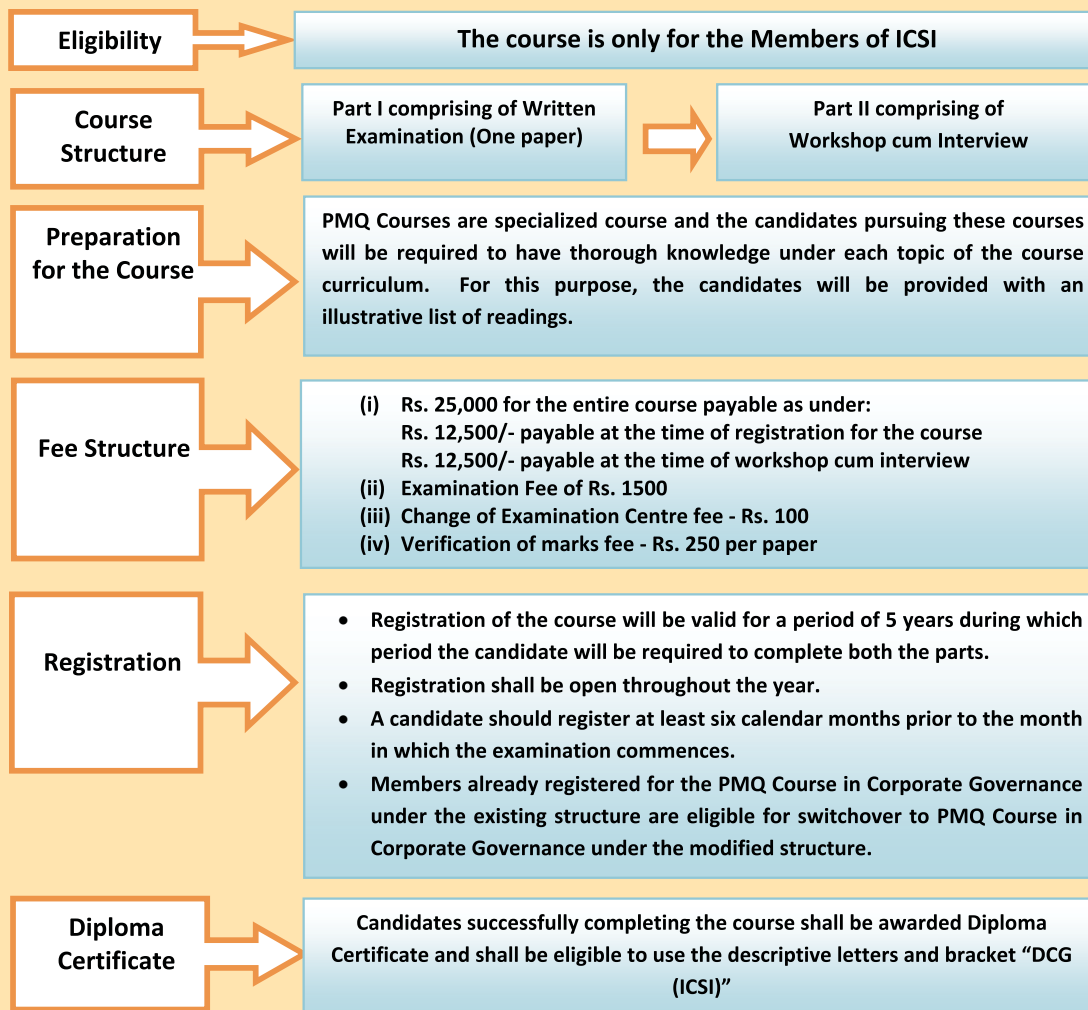 Eligibility
The course is only for the Members of ICSI
Course
Structure
Part I comprising of Written
Examination (One paper)
Part II comprising of
Workshop cum Interview
Preparation
for the Course
PMQ Courses are specialized course and the candidates pursuing these courses
will be required to have thorough knowledge under each topic of the course
curriculum. For this purpose, the candidates will be provided with an
illustrative list of readings.
Fee Structure
(i) Rs. 25,000 for the entire course payable as under:
Rs. 12,500/- payable at the time of registration for the course
Rs. 12,500/- payable at the time of workshop cum interview
(ii) Examination Fee of Rs. 1500
(iii) Change of Examination Centre fee - Rs. 100
(iv) Verification of marks fee - Rs. 250 per paper
Registration
• Registration of the course will be valid for a period of 5 years during which
period the candidate will be required to complete both the parts.
• Registration shall be open throughout the year.
• A candidate should register at least six calendar months prior to the month
in which the examination commences.
• Members already registered for the PMQ Course in Corporate Governance
under the existing structure are eligible for switchover to PMQ Course in
Corporate Governance under the modified structure.
Diploma
Certificate
Candidates successfully completing the course shall be awarded Diploma
Certificate and shall be eligible to use the descriptive letters and bracket “DCG
(ICSI)”